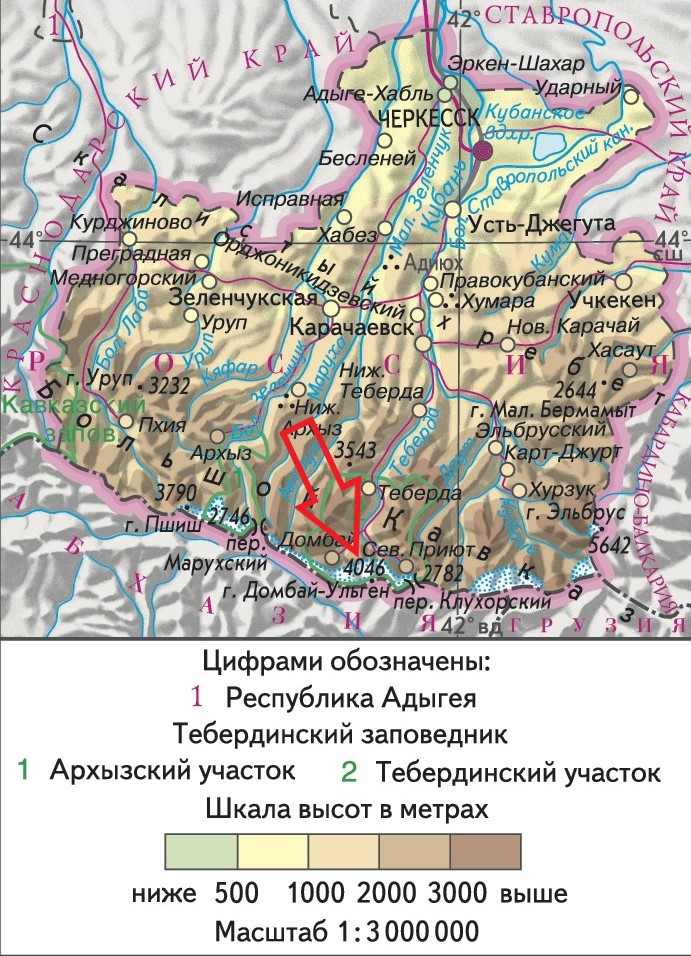 1
42°
СТАВРОПОЛЬСКИЙ КРАЙ
КРАСНОДАРСКИЙ КРАЙ
Эркен-Шахар
Адыге-Хабль
Ударный
ЧЕРКЕССК
Кубанское
вдхр.
Бесленей
Мал. Зеленчук
Кубань
Ставропольский кан.
Скалистый хребет
Исправная
Курджиново
Хабез
Усть-Джегута
44°
44°
сш
Преградная
Орджоникидзевский
Адиюх
Кума
Медногорский
Правокубанский
Зеленчукская
Хумара
Учкекен
Уруп
Карачаевск
Нов. Карачай
Бол. Лаба
Уруп
Кяфар
Бол. Зеленчук
Маруха
РОССИЯ
Хасаут
г. Уруп
3232
Ниж.
Теберда
2644
г. Мал. Бермамыт
Кавказский
запов.
Ниж.
Архыз
Пхия
Архыз
3543
Теберда
Эльбрусский
Карт-Джурт
Большой Кавказ
3790
Теберда
Хурзук
г. Пшиш
2746
г. Эльбрус
5642
пер.
Марухский
Домбай
Сев. Приют
4046
2782
г. Домбай-Ульген
пер. Клухорский
КАБАРДИНО-БАЛКАРИЯ
АБХАЗИЯ
42° вд
ГРУЗИЯ
Цифрами обозначены:
1 Республика Адыгея
Тебердинский заповедник
1 Архызский участок 2 Тебердинский участок
Шкала высот в метрах
ниже 500 1000 2000 3000 выше
Масштаб 1:3 000 000